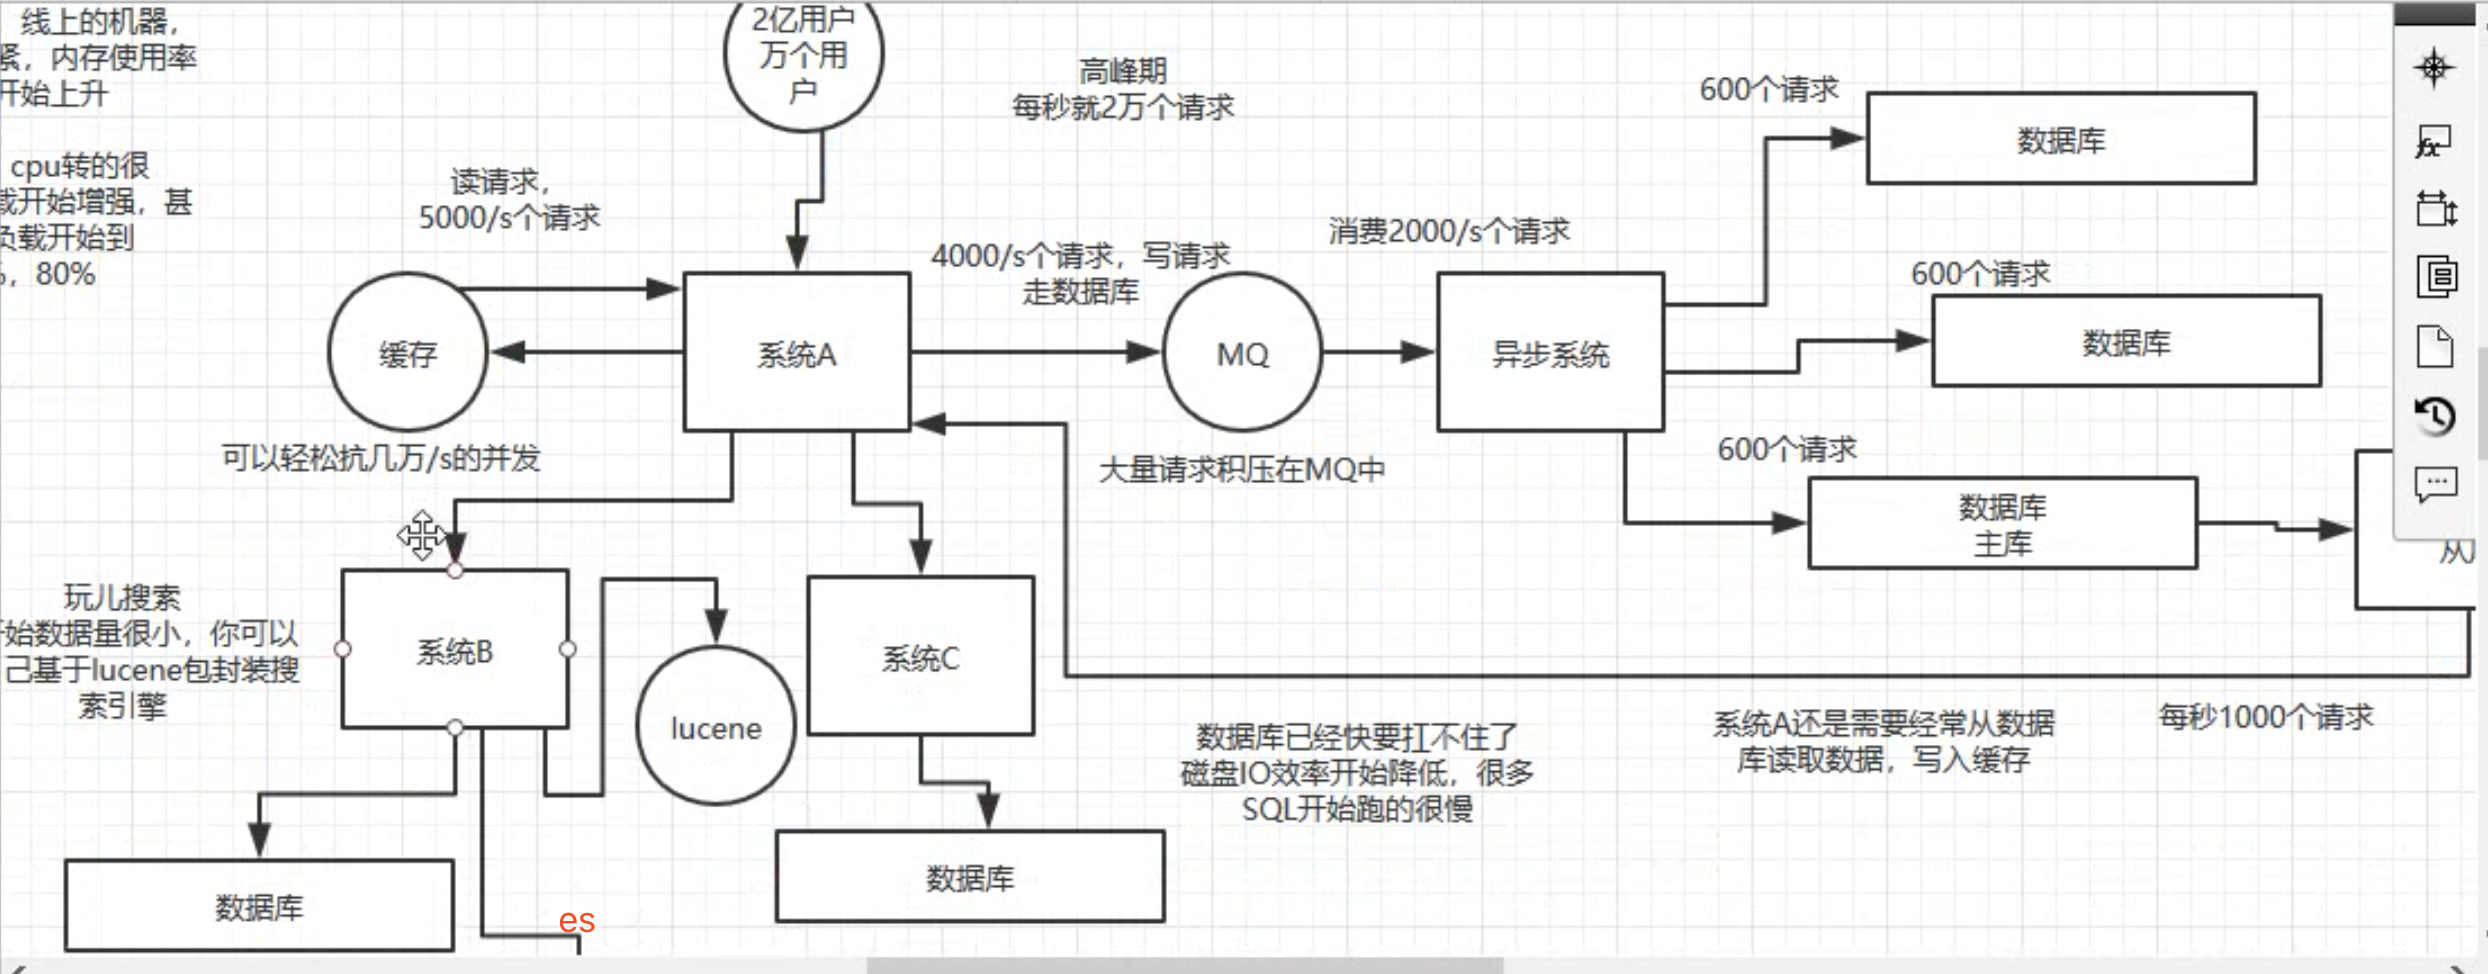 线上的机器，
紧，内存使用率
开始上升
cpu转的很
载开始增强，甚
负载开始到
，80%
2亿用户
万个用
户
高峰期
每秒就2万个请求
读请求，
5000/s个请求
缓存
可以轻松抗几万/s的并发
系统A
4000/s个请求，写请求
走数据库
MQ
大量请求积压在MQ中
消费2000/s个请求
异步系统
600个请求
数据库
600个请求
数据库
600个请求
数据库
主库
从
玩儿搜索
始数据量很小，你可以
己基于lucene包封装搜
索引擎
系统B
lucene
系统C
数据库已经快要扛不住了
磁盘IO效率开始降低，很多
SQL开始跑的很慢
系统A还是需要经常从数据
库读取数据，写入缓存
每秒1000个请求
数据库
es
数据库
fx